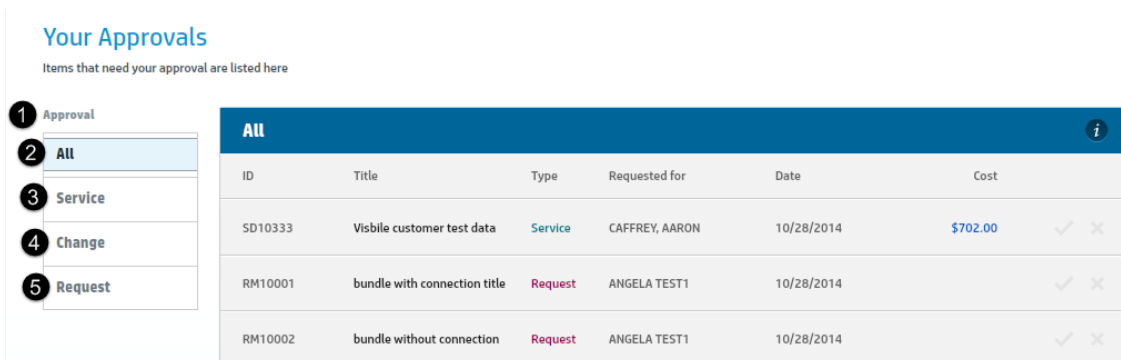 Your Approvals
Items that need your approval are listed here
1 Approval
2 All
3 Service
4 Change
5 Request
All i
ID Title Type Requested for Date Cost
SD10333 Visbile customer test data Service CAFFREY, AARON 10/28/2014 $702.00
RM10001 bundle with connection title Request ANGELA TEST1 10/28/2014
RM10002 bundle without connection Request ANGELA TEST1 10/28/2014